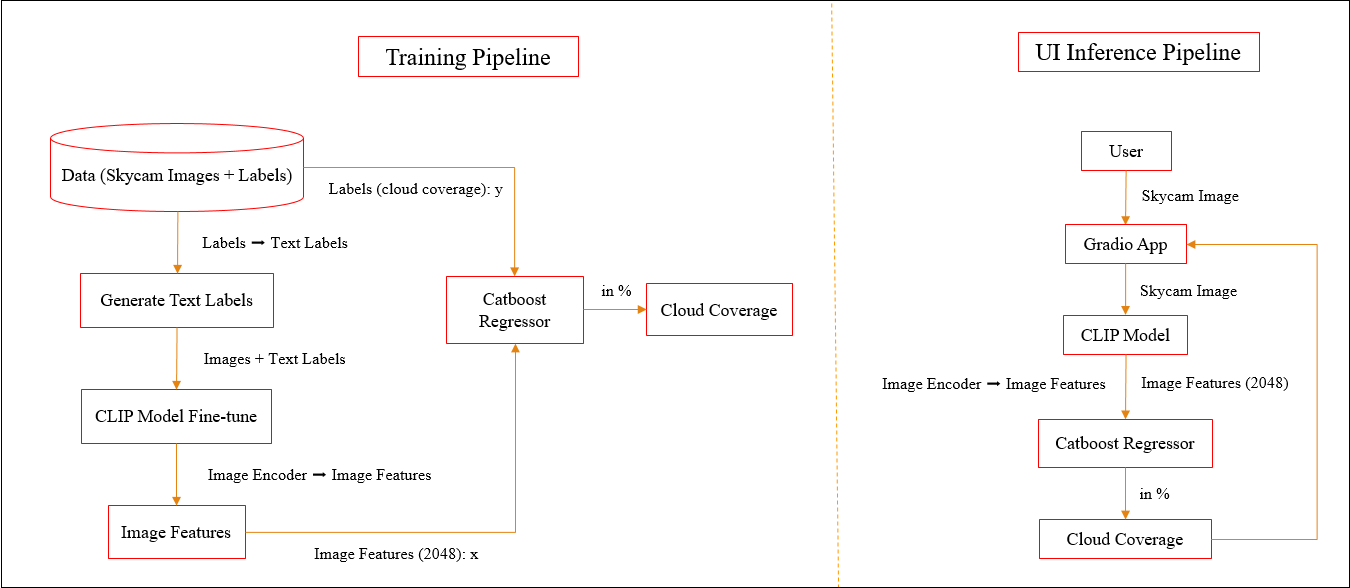 Training Pipeline
Data (Skycam Images + Labels)
Labels (cloud coverage): y
Labels ➞ Text Labels
Generate Text Labels
Images + Text Labels
CLIP Model Fine-tune
Image Encoder ➞ Image Features
Image Features
Image Features (2048): x
Catboost
Regressor
in %
Cloud Coverage
UI Inference Pipeline
User
Skycam Image
Gradio App
Skycam Image
CLIP Model
Image Encoder ➞ Image Features
Image Features (2048)
Catboost Regressor
in %
Cloud Coverage